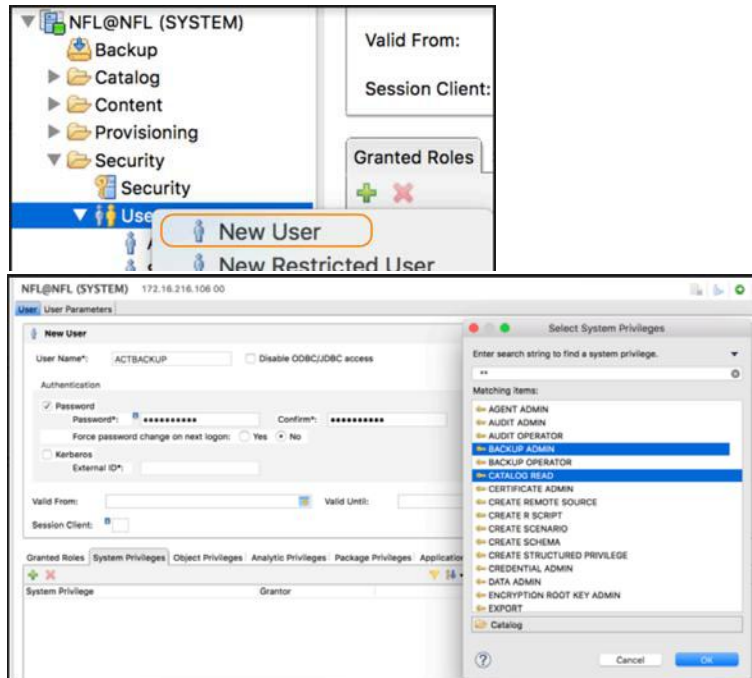 NFL@NFL (SYSTEM)
Backup
Catalog
Content
Provisioning
Security
Security
User
New User
New Restricted User
Valid From:
Session Client:
Granted Roles
NFL@NFL (SYSTEM) 172.16.216.106 00
User User Parameters
New User
User Name*: ACTBACKUP Disable ODBC/JDBC access
Authentication
Password
Password*: •••••••••• Confirm*: ••••••••••
Force password change on next logon: Yes No
Kerberos
External ID*:
Valid From: Valid Until:
Session Client:
Granted Roles System Privileges Object Privileges Analytic Privileges Package Privileges Application
System Privilege Grantor
Select System Privileges
Enter search string to find a system privilege.
**
Matching items:
AGENT ADMIN
AUDIT ADMIN
AUDIT OPERATOR
BACKUP ADMIN
BACKUP OPERATOR
CATALOG READ
CERTIFICATE ADMIN
CREATE REMOTE SOURCE
CREATE R SCRIPT
CREATE SCENARIO
CREATE SCHEMA
CREATE STRUCTURED PRIVILEGE
CREDENTIAL ADMIN
DATA ADMIN
ENCRYPTION ROOT KEY ADMIN
EXPORT
Catalog
? Cancel OK